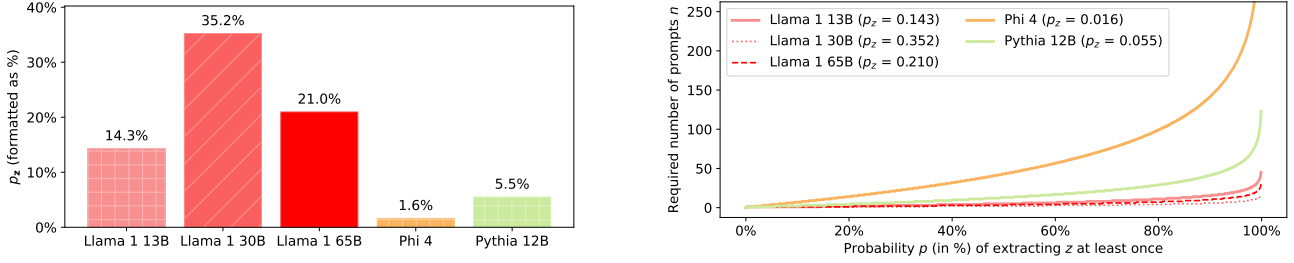 40%
30%
20%
10%
0%
p_z (formatted as %)
14.3%
35.2%
21.0%
1.6%
5.5%
Llama 1 13B
Llama 1 30B
Llama 1 65B
Phi 4
Pythia 12B
Required number of prompts n
250
200
150
100
50
0
Llama 1 13B (p_z = 0.143)
Llama 1 30B (p_z = 0.352)
Llama 1 65B (p_z = 0.210)
Phi 4 (p_z = 0.016)
Pythia 12B (p_z = 0.055)
0%
20%
40%
60%
80%
100%
Probability p (in %) of extracting z at least once